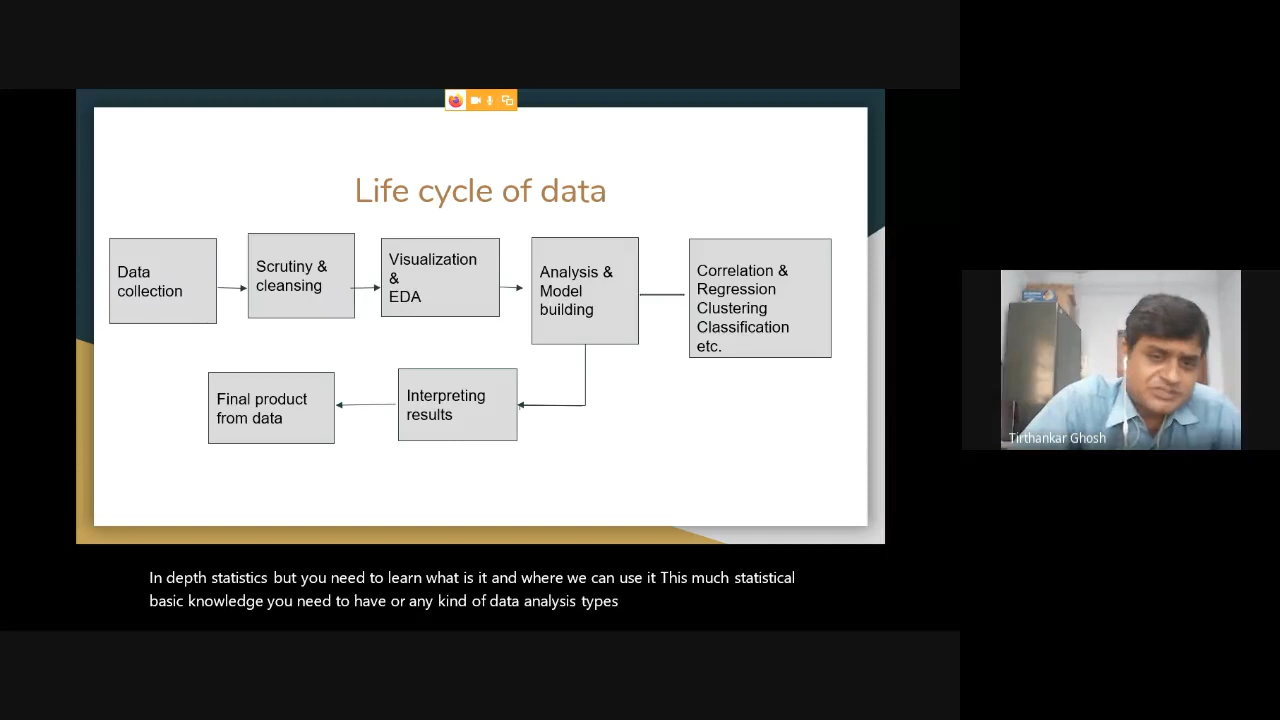 Life cycle of data
Data
collection
Scrutiny &
cleansing
Visualization
&
EDA
Analysis &
Model
building
Correlation &
Regression
Clustering
Classification
etc.
Final product
from data
Interpreting
results
Tirthankar Ghosh
In depth statistics but you need to learn what is it and where we can use it This much statistical
basic knowledge you need to have or any kind of data analysis types